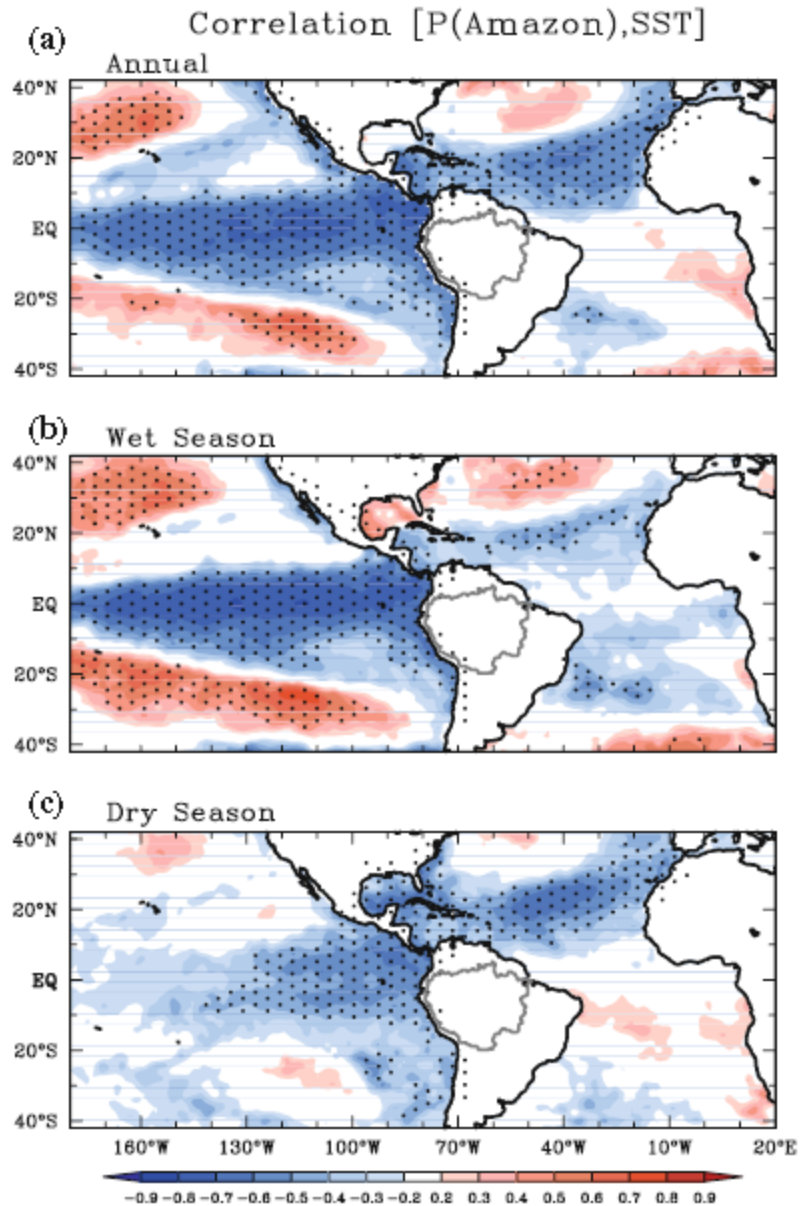 Correlation [P(Amazon),SST]
(a)
Annual
40°N
20°N
EQ
20°S
40°S
(b)
Wet Season
40°N
20°N
EQ
20°S
40°S
(c)
Dry Season
40°N
20°N
EQ
20°S
40°S
160°W 130°W 100°W 70°W 40°W 10°W 20°E
-0.9 -0.8 -0.7 -0.6 -0.5 -0.4 -0.3 -0.2 0.2 0.3 0.4 0.5 0.6 0.7 0.8 0.9